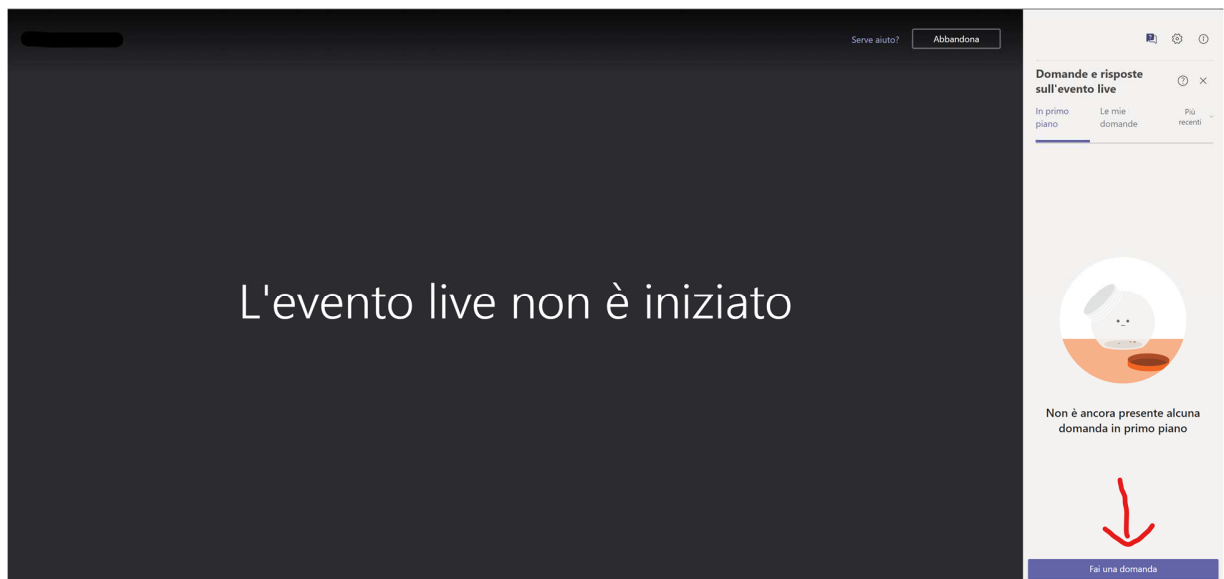 Serve aiuto?
Abbandona
Domande e risposte
sull'evento live
In primo
piano
Le mie
domande
Più
recenti
L'evento live non è iniziato
Non è ancora presente alcuna
domanda in primo piano
Fai una domanda